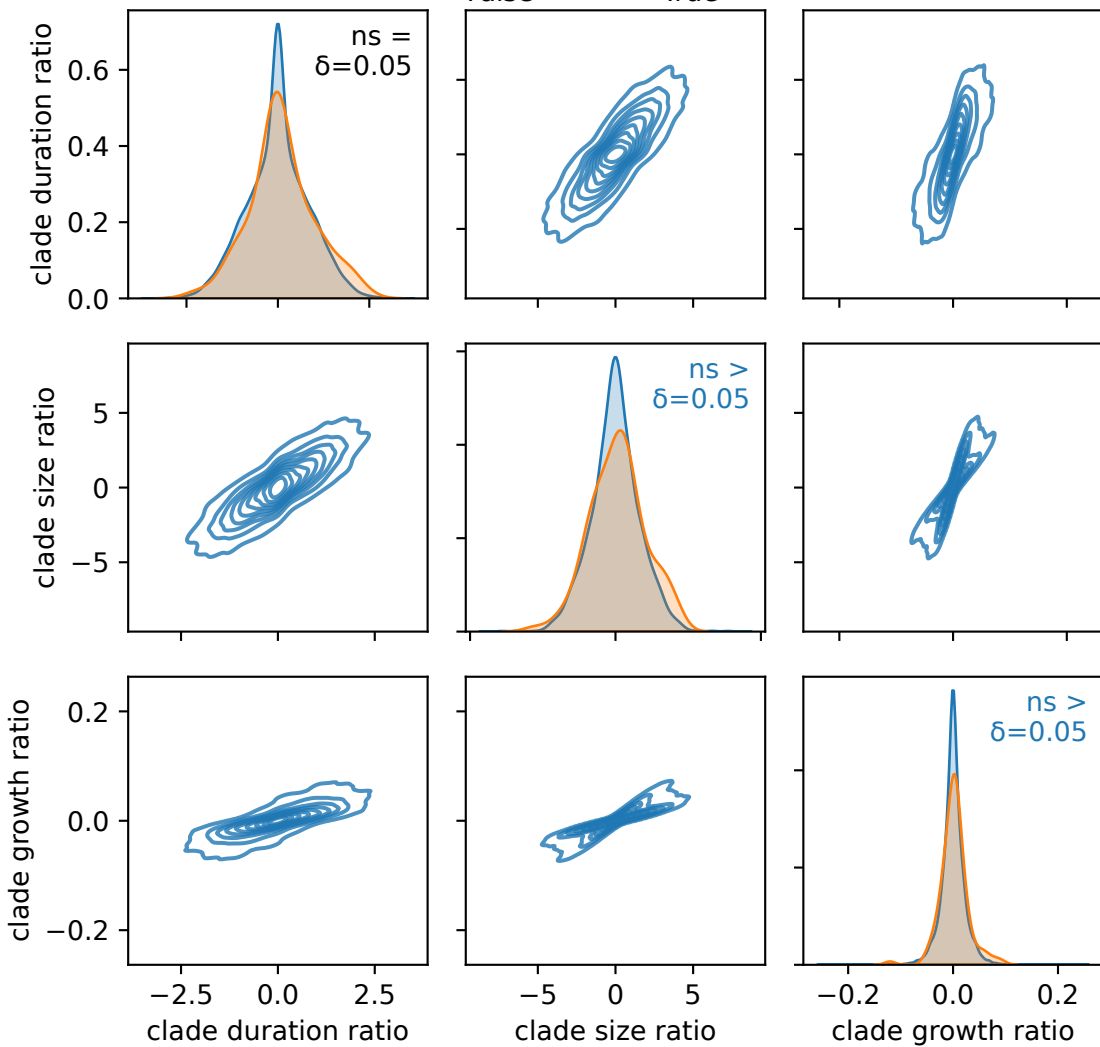 clade duration ratio
0.6
0.4
0.2
0.0
ns =
δ=0.05
clade size ratio
5
0
−5
ns >
δ=0.05
clade growth ratio
0.2
0.0
−0.2
ns >
δ=0.05
−2.5 0.0 2.5
−5 0 5
−0.2 0.0 0.2
clade duration ratio
clade size ratio
clade growth ratio